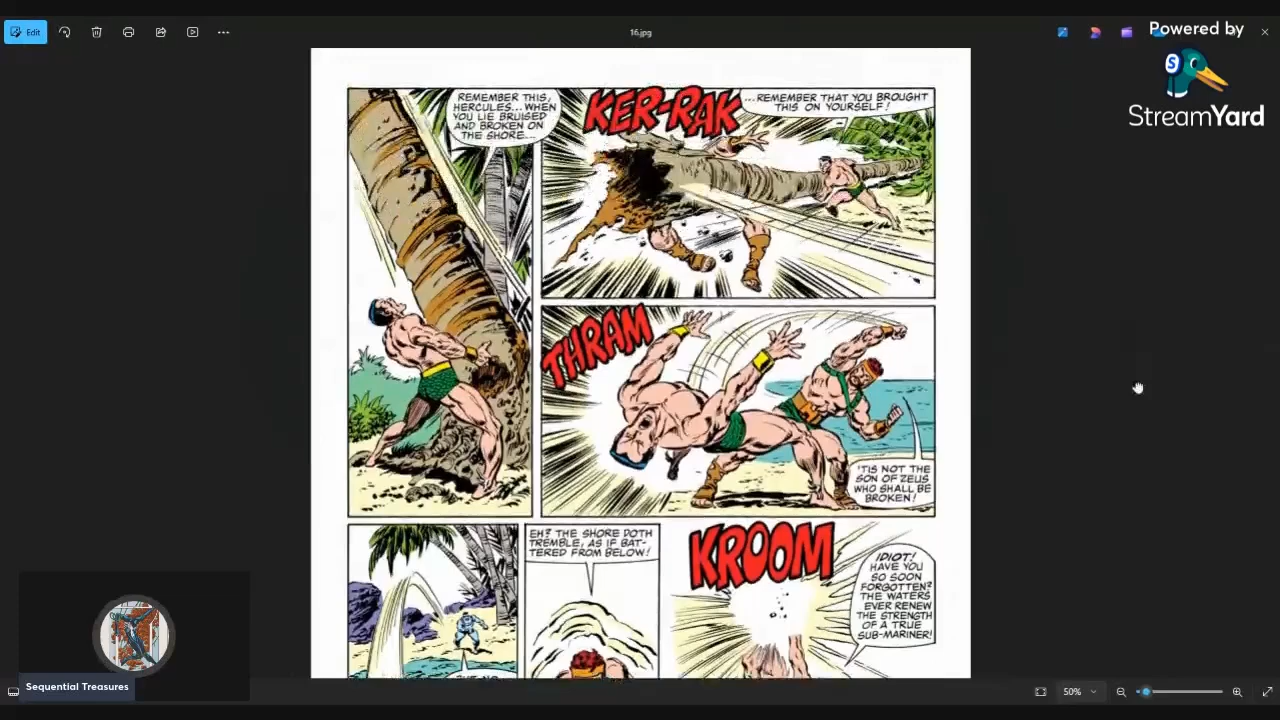 Edit
16.jpg
Powered by
S
StreamYard
REMEMBER THIS,
HERCULES... WHEN
YOU LIE BRUISED
AND BROKEN ON
THE SHORE...
KER-RAK
...REMEMBER THAT YOU BROUGHT
THIS ON YOURSELF!
THRAM
'TIS NOT THE
SON OF ZEUS
WHO SHALL BE
BROKEN!
EH? THE SHORE DOTH
TREMBLE, AS IF BAT-
TERED FROM BELOW!
KROOM
IDIOT!
HAVE YOU
SO SOON
FORGOTTEN?
THE WATERS
EVER RENEW
THE STRENGTH
OF A TRUE
SUB-MARINER!
Sequential Treasures
50%